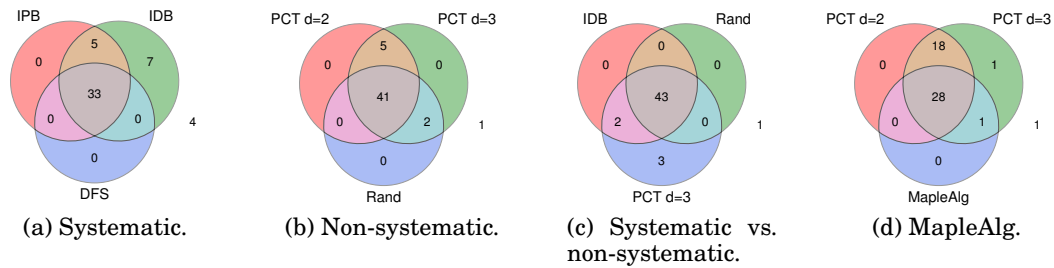 IPB IDB
5
0 7
33
0 0 4
0
DFS
(a) Systematic.
PCT d=2 PCT d=3
5
0 0
41
0 2 1
0
Rand
(b) Non-systematic.
IDB Rand
0
0 0
43
2 0 1
3
PCT d=3
(c) Systematic vs.
non-systematic.
PCT d=2 PCT d=3
18
0 1
28
0 1 1
0
MapleAlg
(d) MapleAlg.